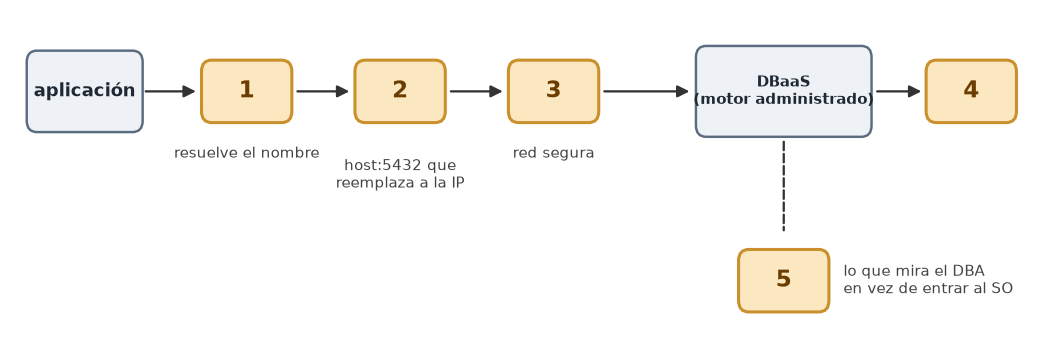 aplicación
1
2
3
DBaaS
(motor administrado)
4
resuelve el nombre
host:5432 que
reemplaza a la IP
red segura
5
lo que mira el DBA
en vez de entrar al SO